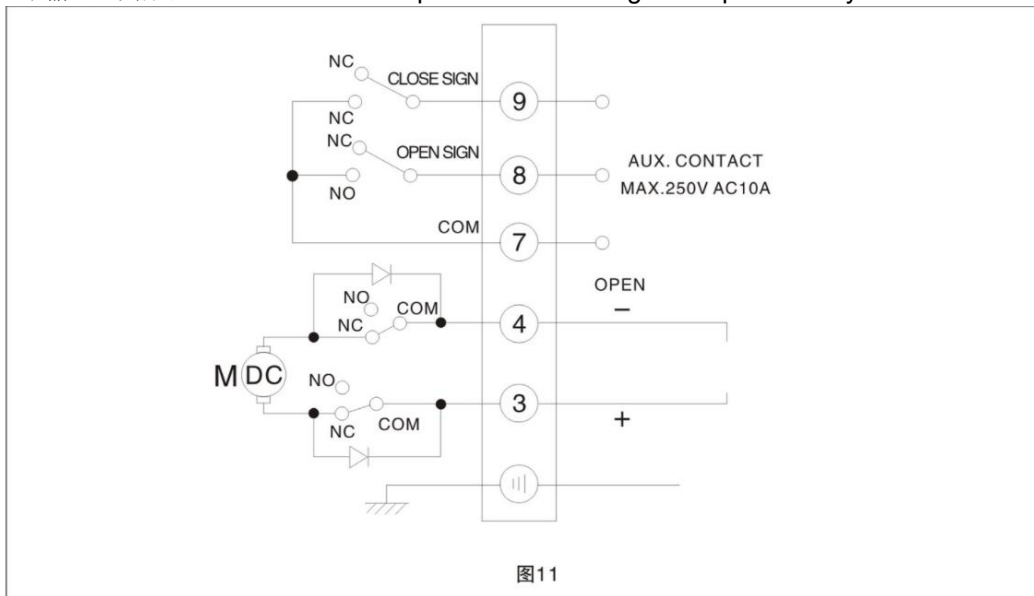 NC
CLOSE SIGN
9
NC
NC
OPEN SIGN
8
AUX. CONTACT
MAX.250V AC10A
NO
COM
7
OPEN
NO
COM
4
−
NC
M DC
NO
3
NC
COM
+
图11